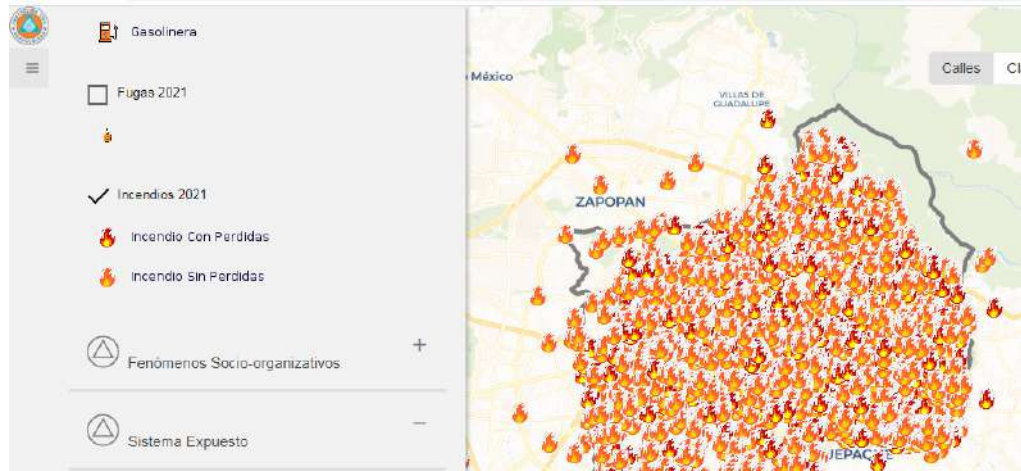 Gasolinera
Fugas 2021
Incendios 2021
Incendio Con Perdidas
Incendio Sin Perdidas
Fenómenos Socio-organizativos
Sistema Expuesto
México
VILLAS DE
GUADALUPE
ZAPOPAN
Calles